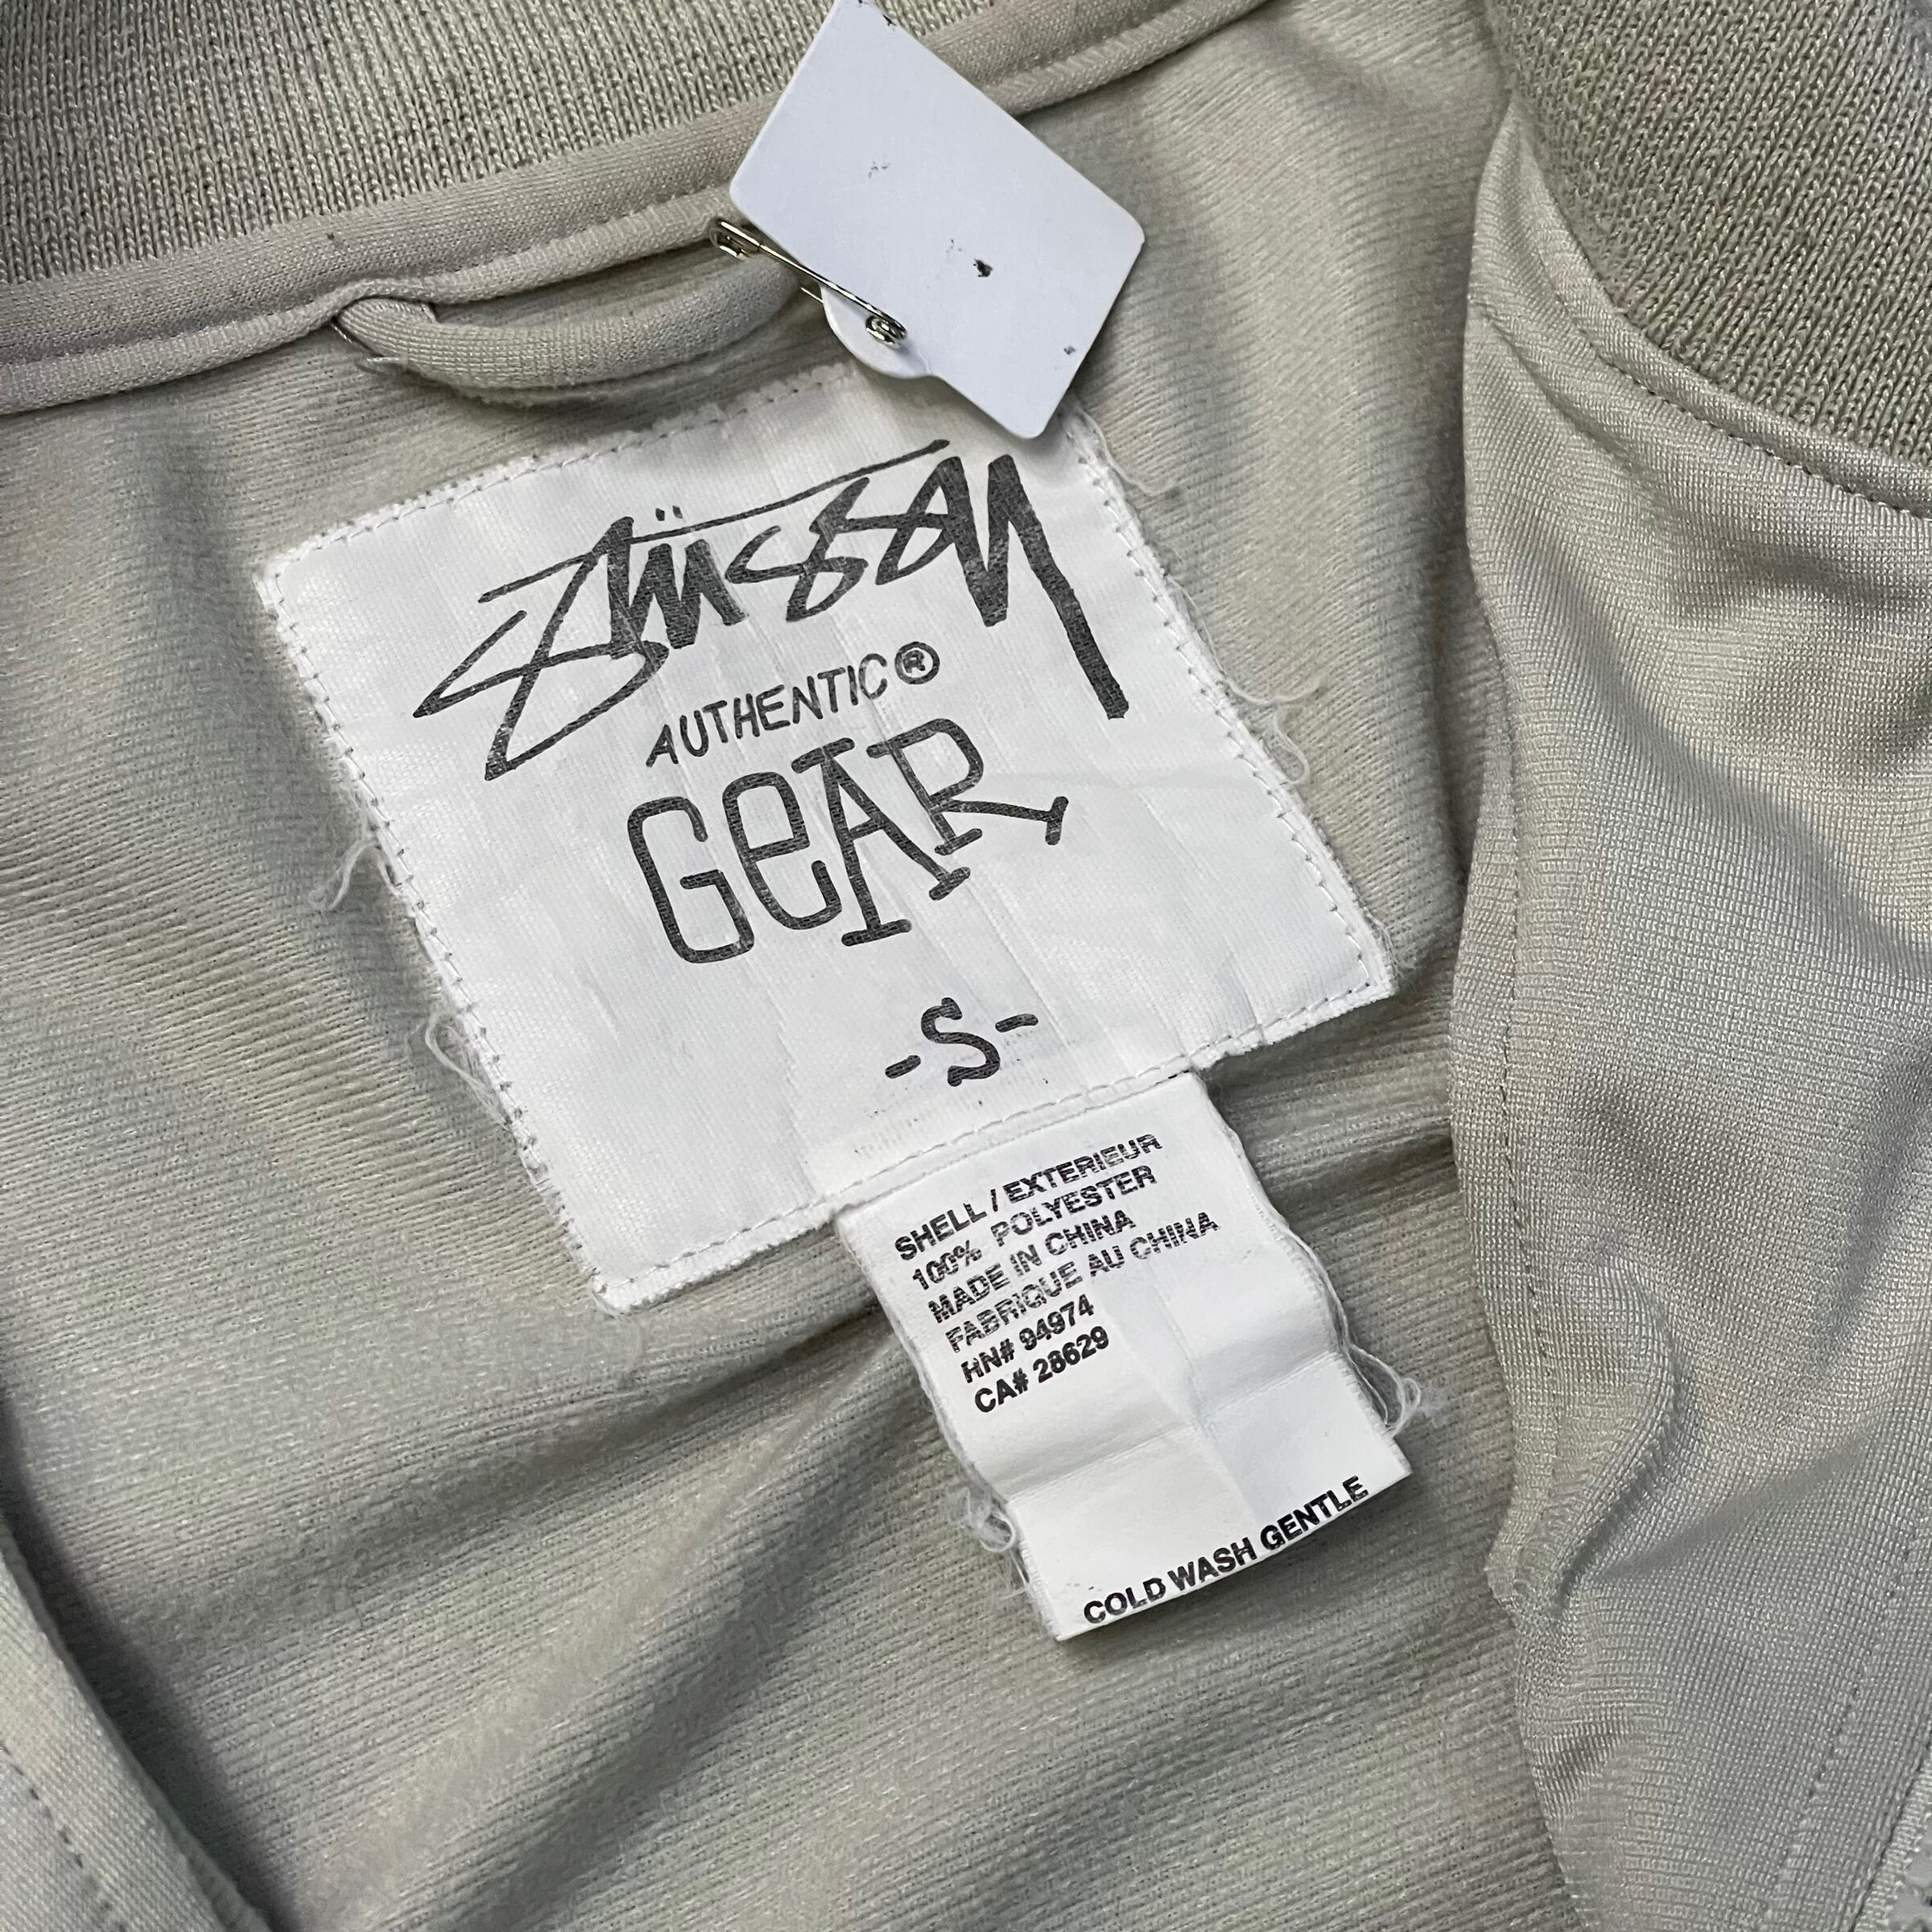 Stüssy
AUTHENTIC®
GeAR
-S-
SHELL / EXTERIEUR
100% POLYESTER
MADE IN CHINA
FABRIQUE AU CHINA
HN# 94974
CA# 28629
COLD WASH GENTLE